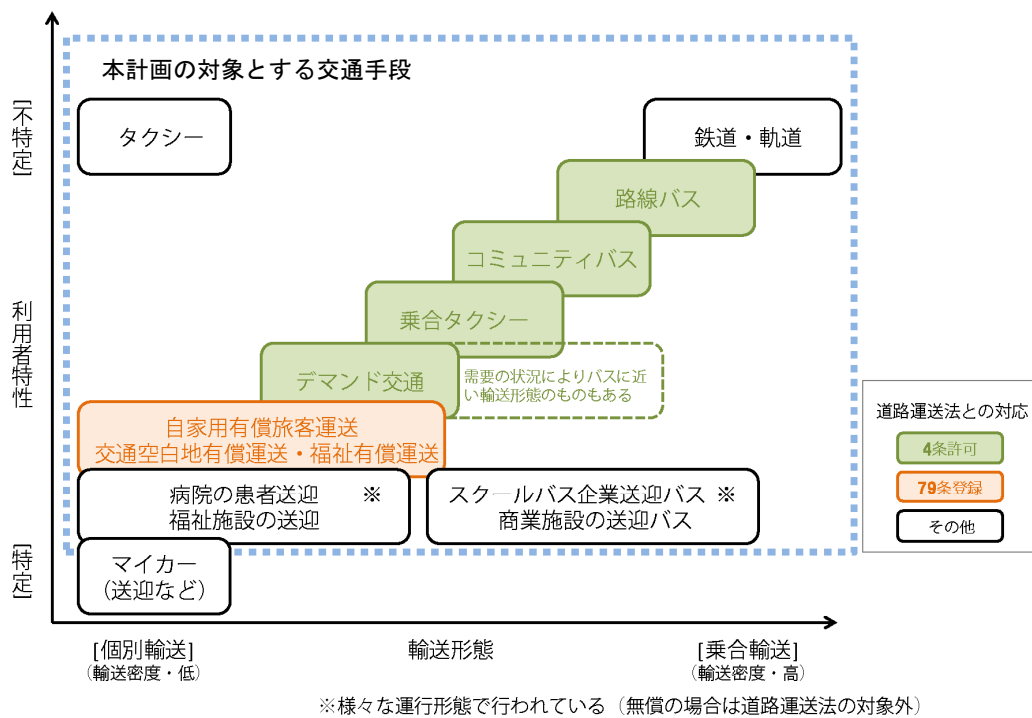 本計画の対象とする交通手段
[不特定]
利用者特性
[特定]
タクシー
鉄道・軌道
路線バス
コミュニティバス
乗合タクシー
デマンド交通
需要の状況によりバスに近
い輸送形態のものもある
自家用有償旅客運送
交通空白地有償運送・福祉有償運送
病院の患者送迎 ※
福祉施設の送迎
スクールバス企業送迎バス ※
商業施設の送迎バス
マイカー
(送迎など)
道路運送法との対応
4条許可
79条登録
その他
[個別輸送]
(輸送密度・低)
輸送形態
[乗合輸送]
(輸送密度・高)
※様々な運行形態で行われている(無償の場合は道路運送法の対象外)